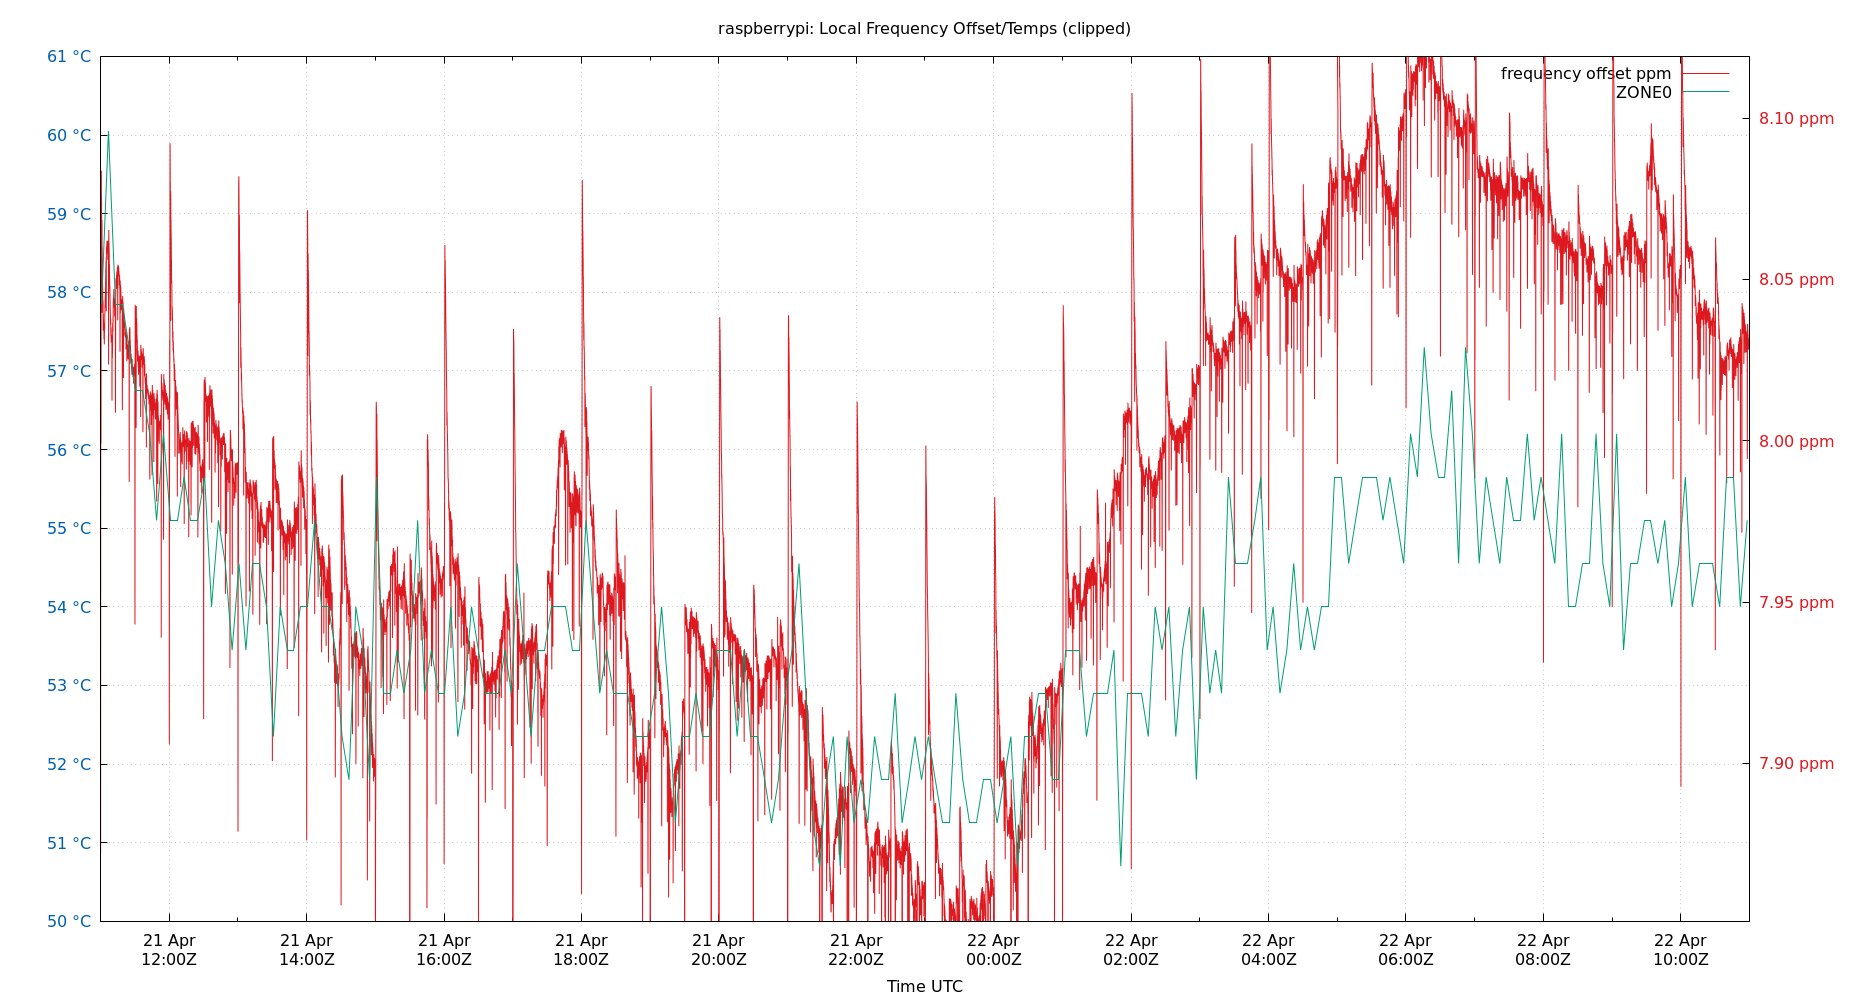 raspberrypi: Local Frequency Offset/Temps (clipped)
61 °C
60 °C
59 °C
58 °C
57 °C
56 °C
55 °C
54 °C
53 °C
52 °C
51 °C
50 °C
frequency offset ppm
ZONE0
8.10 ppm
8.05 ppm
8.00 ppm
7.95 ppm
7.90 ppm
21 Apr
12:00Z
21 Apr
14:00Z
21 Apr
16:00Z
21 Apr
18:00Z
21 Apr
20:00Z
21 Apr
22:00Z
22 Apr
00:00Z
22 Apr
02:00Z
22 Apr
04:00Z
22 Apr
06:00Z
22 Apr
08:00Z
22 Apr
10:00Z
Time UTC